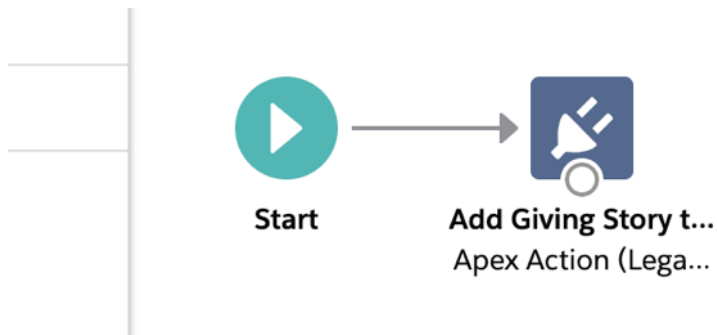 Start
Add Giving Story t...
Apex Action (Lega...